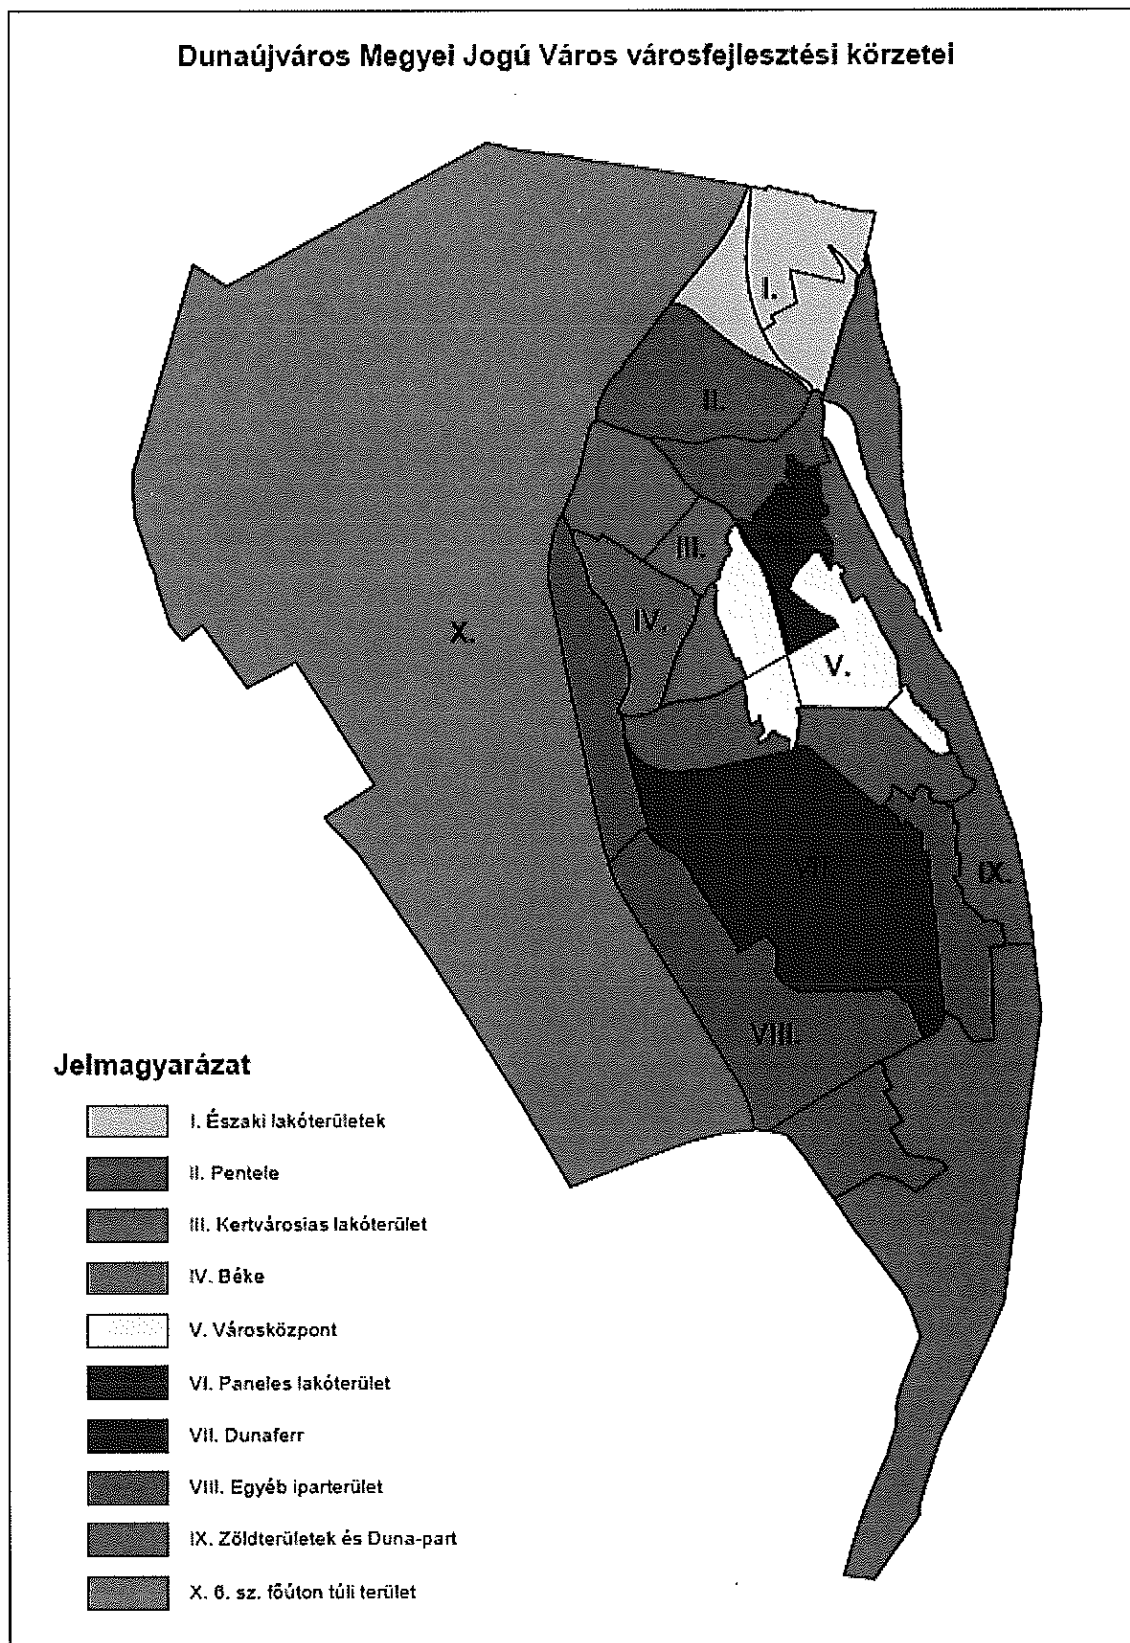 Dunaújváros Megyei Jogú Város városfejlesztési körzetei
I.
II.
III.
IV.
X.
V.
VII.
IX.
VIII.
Jelmagyarázat
I. Északi lakóterületek
II. Pentele
III. Kertvárosias lakóterület
IV. Béke
V. Városközpont
VI. Paneles lakóterület
VII. Dunaferr
VIII. Egyéb iparterület
IX. Zöldterületek és Duna-part
X. 6. sz. főúton túli terület